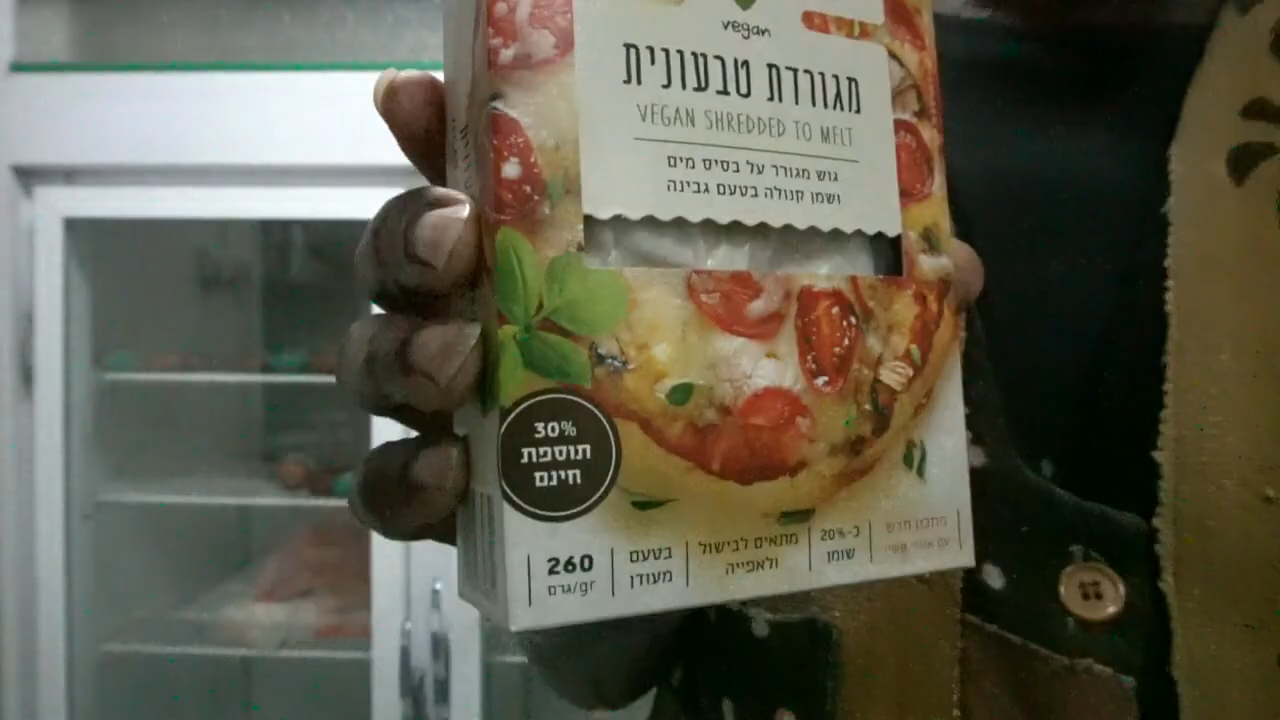 vegan
מגורדת טבעונית
VEGAN SHREDDED TO MELT
גוש מגורר על בסיס מים
ושמן קנולה בטעם גבינה
30%
תוספת
חינם
260
גרם/gr
בטעם
מעודן
מתאים לבישול
ולאפייה
כ-20%
שומן
מתכון חדש